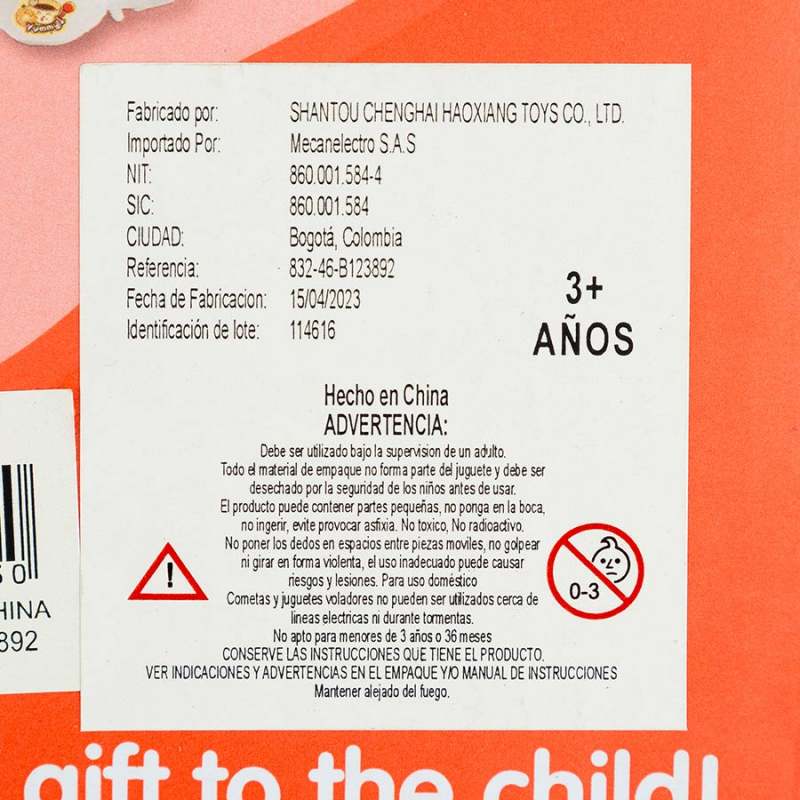 Yummy!
Fabricado por: SHANTOU CHENGHAI HAOXIANG TOYS CO., LTD.
Importado Por: Mecanelectro S.A.S
NIT: 860.001.584-4
SIC: 860.001.584
CIUDAD: Bogotá, Colombia
Referencia: 832-46-B123892
Fecha de Fabricacion: 15/04/2023
Identificación de lote: 114616
3+
AÑOS
Hecho en China
ADVERTENCIA:
Debe ser utilizado bajo la supervision de un adulto.
Todo el material de empaque no forma parte del juguete y debe ser
desechado por la seguridad de los niños antes de usar.
El producto puede contener partes pequeñas, no ponga en la boca,
no ingerir, evite provocar asfixia. No toxico, No radioactivo.
No poner los dedos en espacios entre piezas moviles, no golpear
ni girar en forma violenta, el uso inadecuado puede causar
riesgos y lesiones. Para uso doméstico
Cometas y juguetes voladores no pueden ser utilizados cerca de
lineas electricas ni durante tormentas.
No apto para menores de 3 años o 36 meses
CONSERVE LAS INSTRUCCIONES QUE TIENE EL PRODUCTO.
VER INDICACIONES Y ADVERTENCIAS EN EL EMPAQUE Y/O MANUAL DE INSTRUCCIONES
Mantener alejado del fuego.
!
0-3
0
HINA
892
gift to the child!